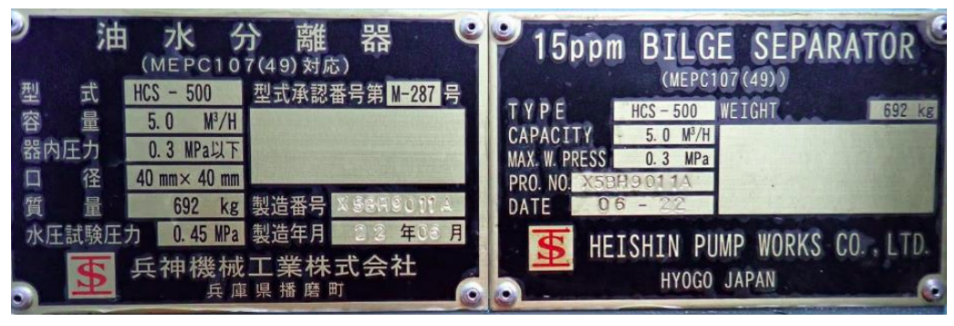 油水分離器
(MEPC107(49)対応)
型式 HCS - 500 型式承認番号第 M-287 号
容量 5.0 M³/H
器内圧力 0.3 MPa以下
口径 40 mm× 40 mm
質量 692 kg 製造番号 X5BH9011A
水圧試験圧力 0.45 MPa 製造年月 22 年06 月
兵神機械工業株式会社
兵庫県播磨町
15ppm BILGE SEPARATOR
(MEPC107(49))
TYPE HCS-500 WEIGHT 692 kg
CAPACITY 5.0 M³/H
MAX. W. PRESS 0.3 MPa
PRO. NO. X5BH9011A
DATE 06-22
HEISHIN PUMP WORKS CO., LTD.
HYOGO JAPAN